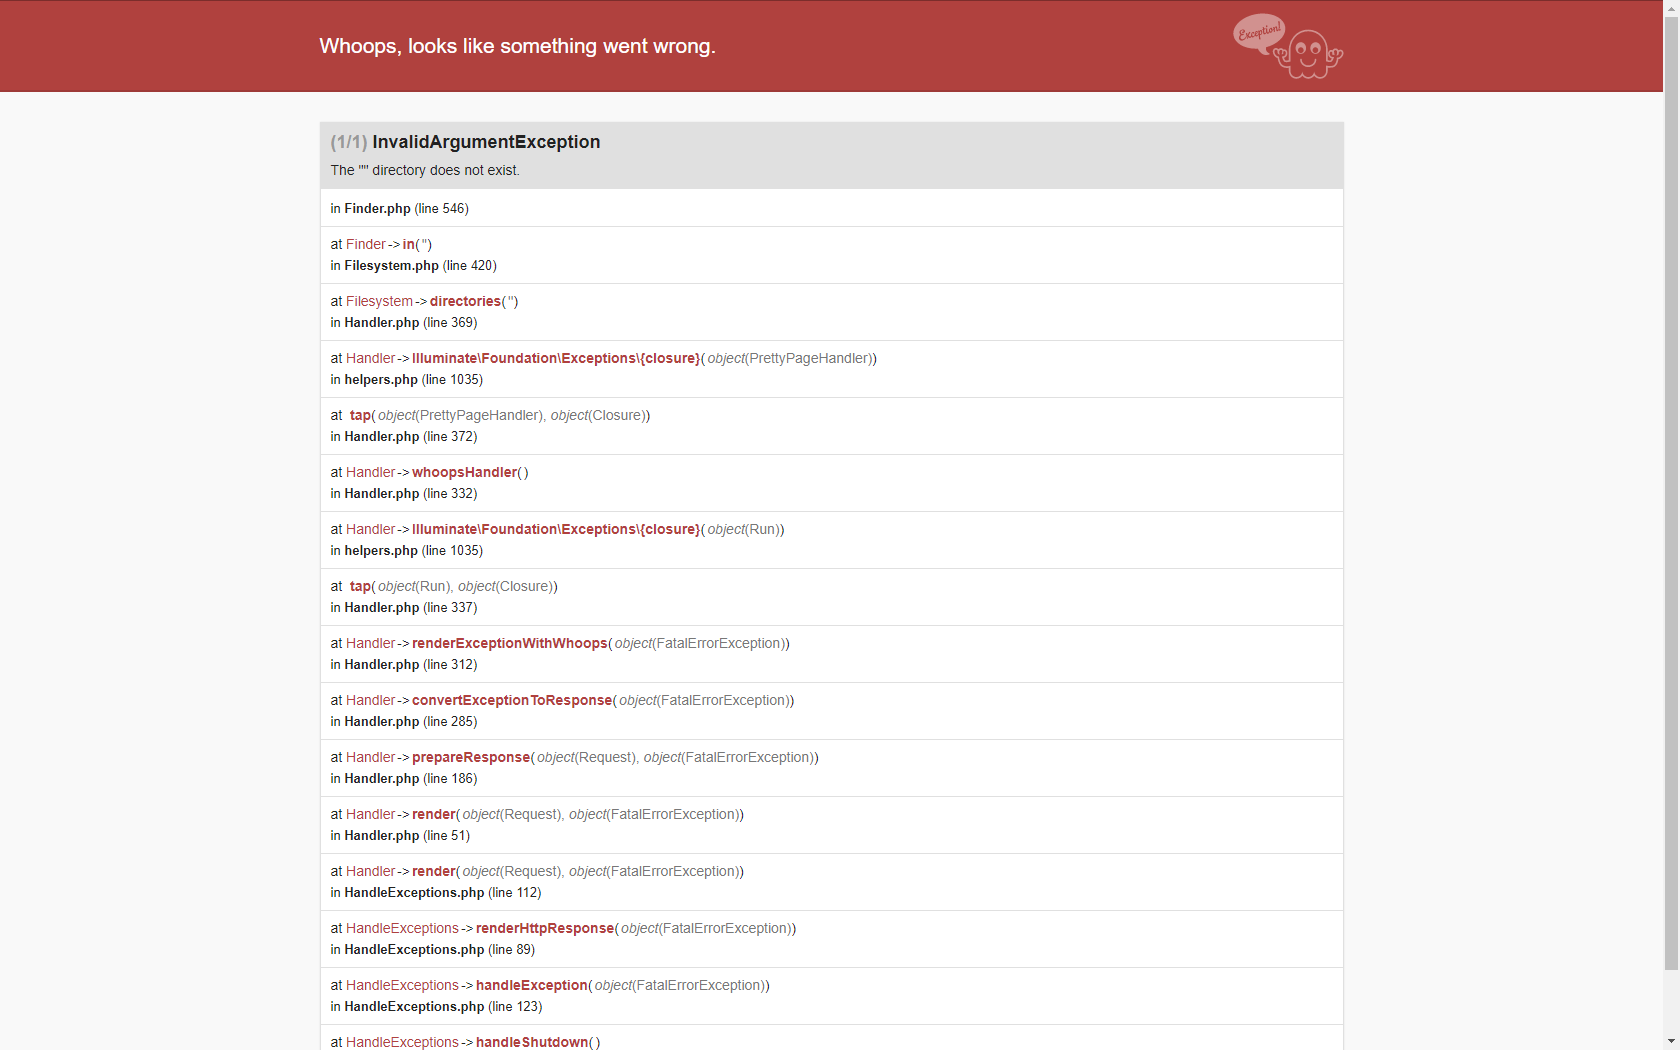 Whoops, looks like something went wrong.
Exception!
(1/1) InvalidArgumentException
The "" directory does not exist.
in Finder.php (line 546)
at Finder->in('')
in Filesystem.php (line 420)
at Filesystem->directories('')
in Handler.php (line 369)
at Handler->Illuminate\Foundation\Exceptions\{closure}(object(PrettyPageHandler))
in helpers.php (line 1035)
at tap(object(PrettyPageHandler), object(Closure))
in Handler.php (line 372)
at Handler->whoopsHandler()
in Handler.php (line 332)
at Handler->Illuminate\Foundation\Exceptions\{closure}(object(Run))
in helpers.php (line 1035)
at tap(object(Run), object(Closure))
in Handler.php (line 337)
at Handler->renderExceptionWithWhoops(object(FatalErrorException))
in Handler.php (line 312)
at Handler->convertExceptionToResponse(object(FatalErrorException))
in Handler.php (line 285)
at Handler->prepareResponse(object(Request), object(FatalErrorException))
in Handler.php (line 186)
at Handler->render(object(Request), object(FatalErrorException))
in Handler.php (line 51)
at Handler->render(object(Request), object(FatalErrorException))
in HandleExceptions.php (line 112)
at HandleExceptions->renderHttpResponse(object(FatalErrorException))
in HandleExceptions.php (line 89)
at HandleExceptions->handleException(object(FatalErrorException))
in HandleExceptions.php (line 123)
at HandleExceptions->handleShutdown()